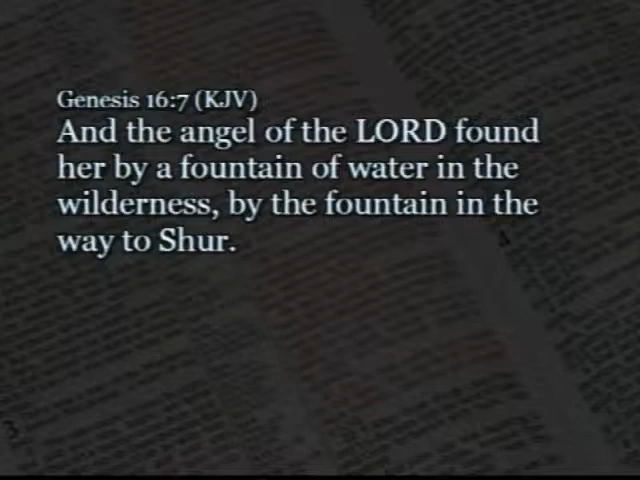 Genesis 16:7 (KJV)
And the angel of the LORD found
her by a fountain of water in the
wilderness, by the fountain in the
way to Shur.